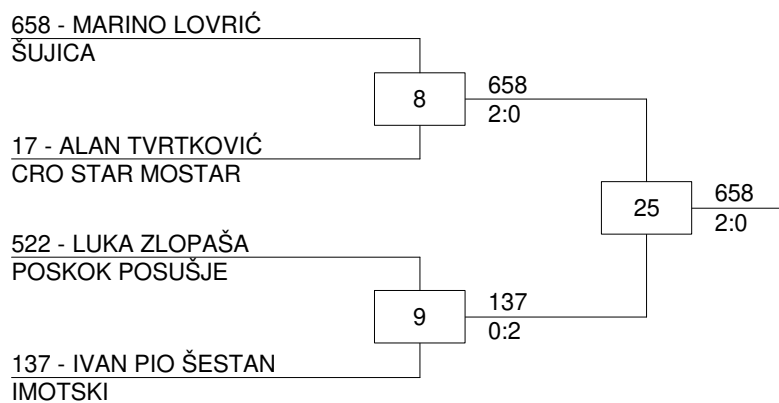 658 - MARINO LOVRIĆ
ŠUJICA
8
658
2:0
17 - ALAN TVRTKOVIĆ
CRO STAR MOSTAR
25
658
2:0
522 - LUKA ZLOPAŠA
POSKOK POSUŠJE
9
137
0:2
137 - IVAN PIO ŠESTAN
IMOTSKI